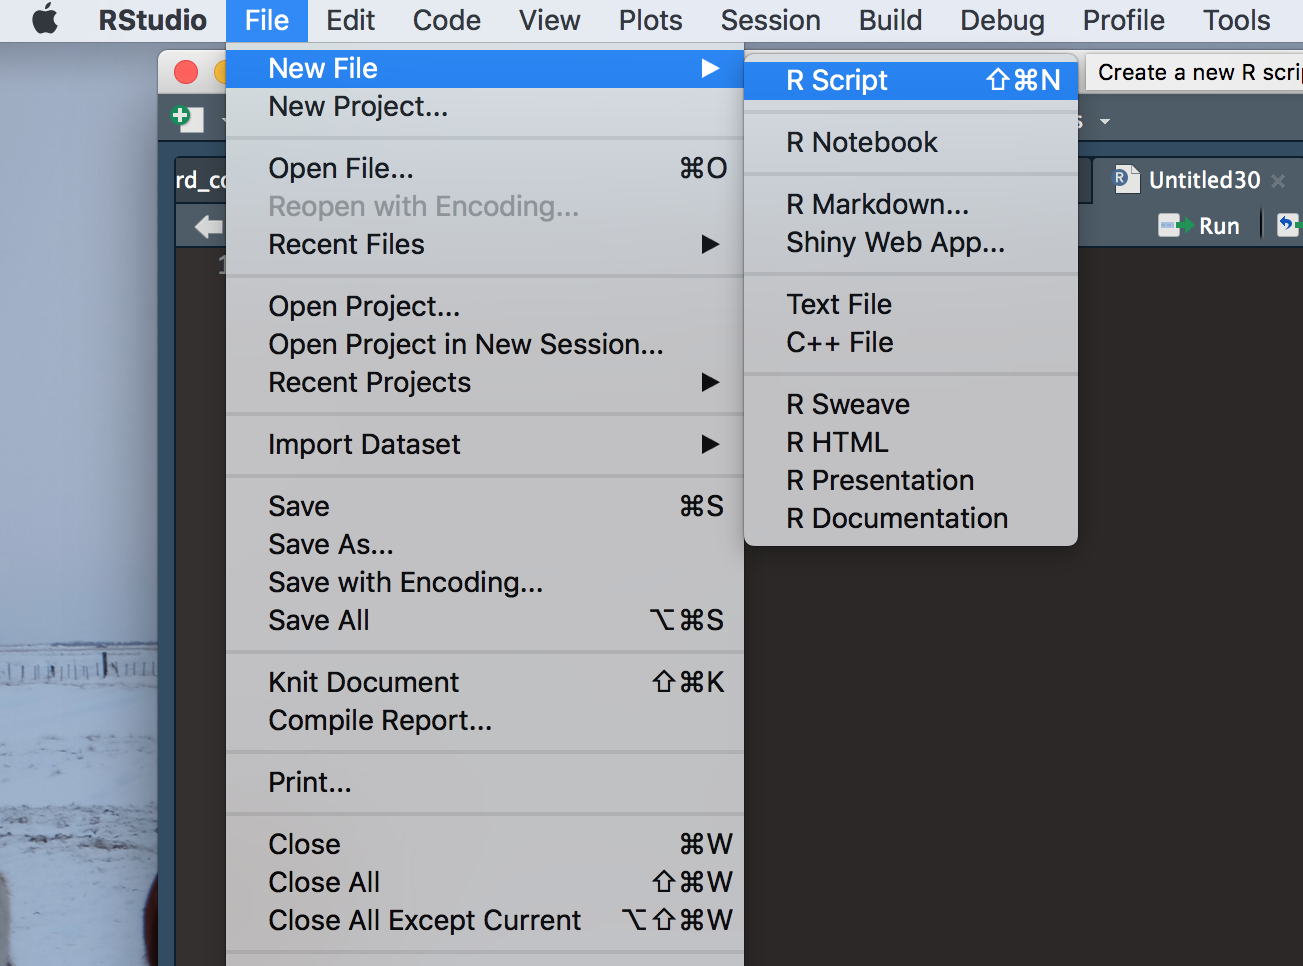 RStudio File Edit Code View Plots Session Build Debug Profile Tools
New File ▶
New Project...
Open File... ⌘O
Reopen with Encoding...
Recent Files ▶
Open Project...
Open Project in New Session...
Recent Projects ▶
Import Dataset ▶
Save ⌘S
Save As...
Save with Encoding...
Save All ⌥⌘S
Knit Document ⇧⌘K
Compile Report...
Print...
Close ⌘W
Close All ⇧⌘W
Close All Except Current ⌥⇧⌘W
R Script ⇧⌘N
R Notebook
R Markdown...
Shiny Web App...
Text File
C++ File
R Sweave
R HTML
R Presentation
R Documentation
Create a new R scri
s
rd_c
Untitled30
Run
1